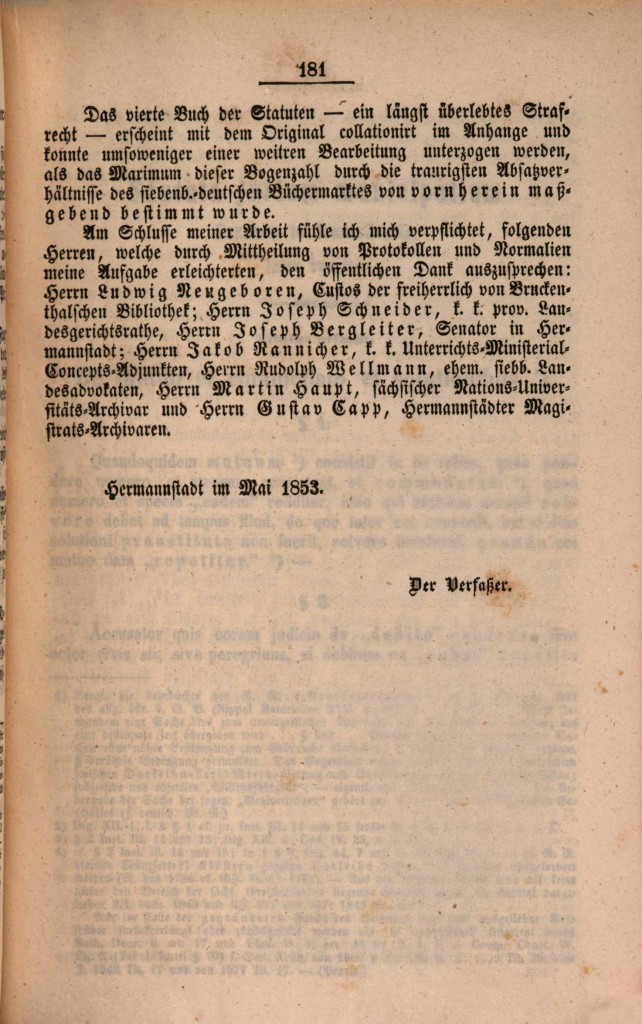 181
Das vierte Buch der Statuten — ein längst überlebtes Straf-
recht — erscheint mit dem Original collationirt im Anhange und
konnte umsoweniger einer weitren Bearbeitung unterzogen werden,
als das Maximum dieser Bogenzahl durch die traurigsten Absatzver-
hältnisse des siebenb.-deutschen Büchermarktes von vornherein maß-
gebend bestimmt wurde.
Am Schlusse meiner Arbeit fühle ich mich verpflichtet, folgenden
Herren, welche durch Mittheilung von Protokollen und Normalien
meine Aufgabe erleichterten, den öffentlichen Dank auszusprechen:
Herrn Ludwig Neugeboren, Custos der freiherrlich von Brucken-
thalschen Bibliothek; Herrn Joseph Schneider, k. k. prov. Lan-
desgerichtsrathe, Herrn Joseph Bergleiter, Senator in Her-
mannstadt; Herrn Jakob Rannicher, k. k. Unterrichts-Ministerial-
Concepts-Adjunkten, Herrn Rudolph Wellmann, ehem. siebb. Lan-
desadvokaten, Herrn Martin Haupt, sächsischer Nations-Univer-
sitäts-Archivar und Herrn Gustav Capp, Hermannstädter Magi-
strats-Archivaren.
Hermannstadt im Mai 1853.
Der Verfaßer.